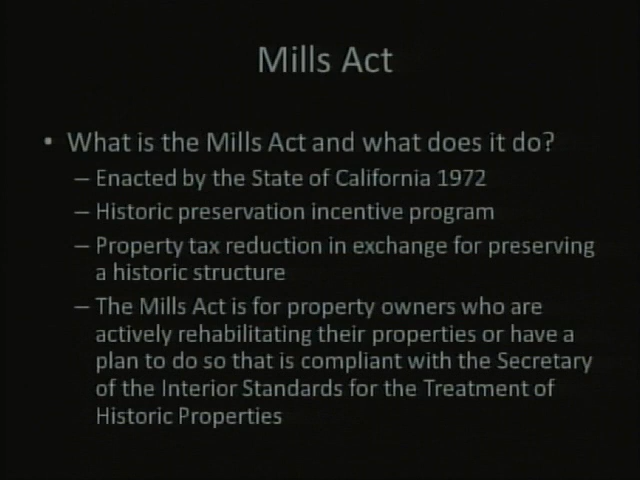 Mills Act
• What is the Mills Act and what does it do?
– Enacted by the State of California 1972
– Historic preservation incentive program
– Property tax reduction in exchange for preserving
a historic structure
– The Mills Act is for property owners who are
actively rehabilitating their properties or have a
plan to do so that is compliant with the Secretary
of the Interior Standards for the Treatment of
Historic Properties